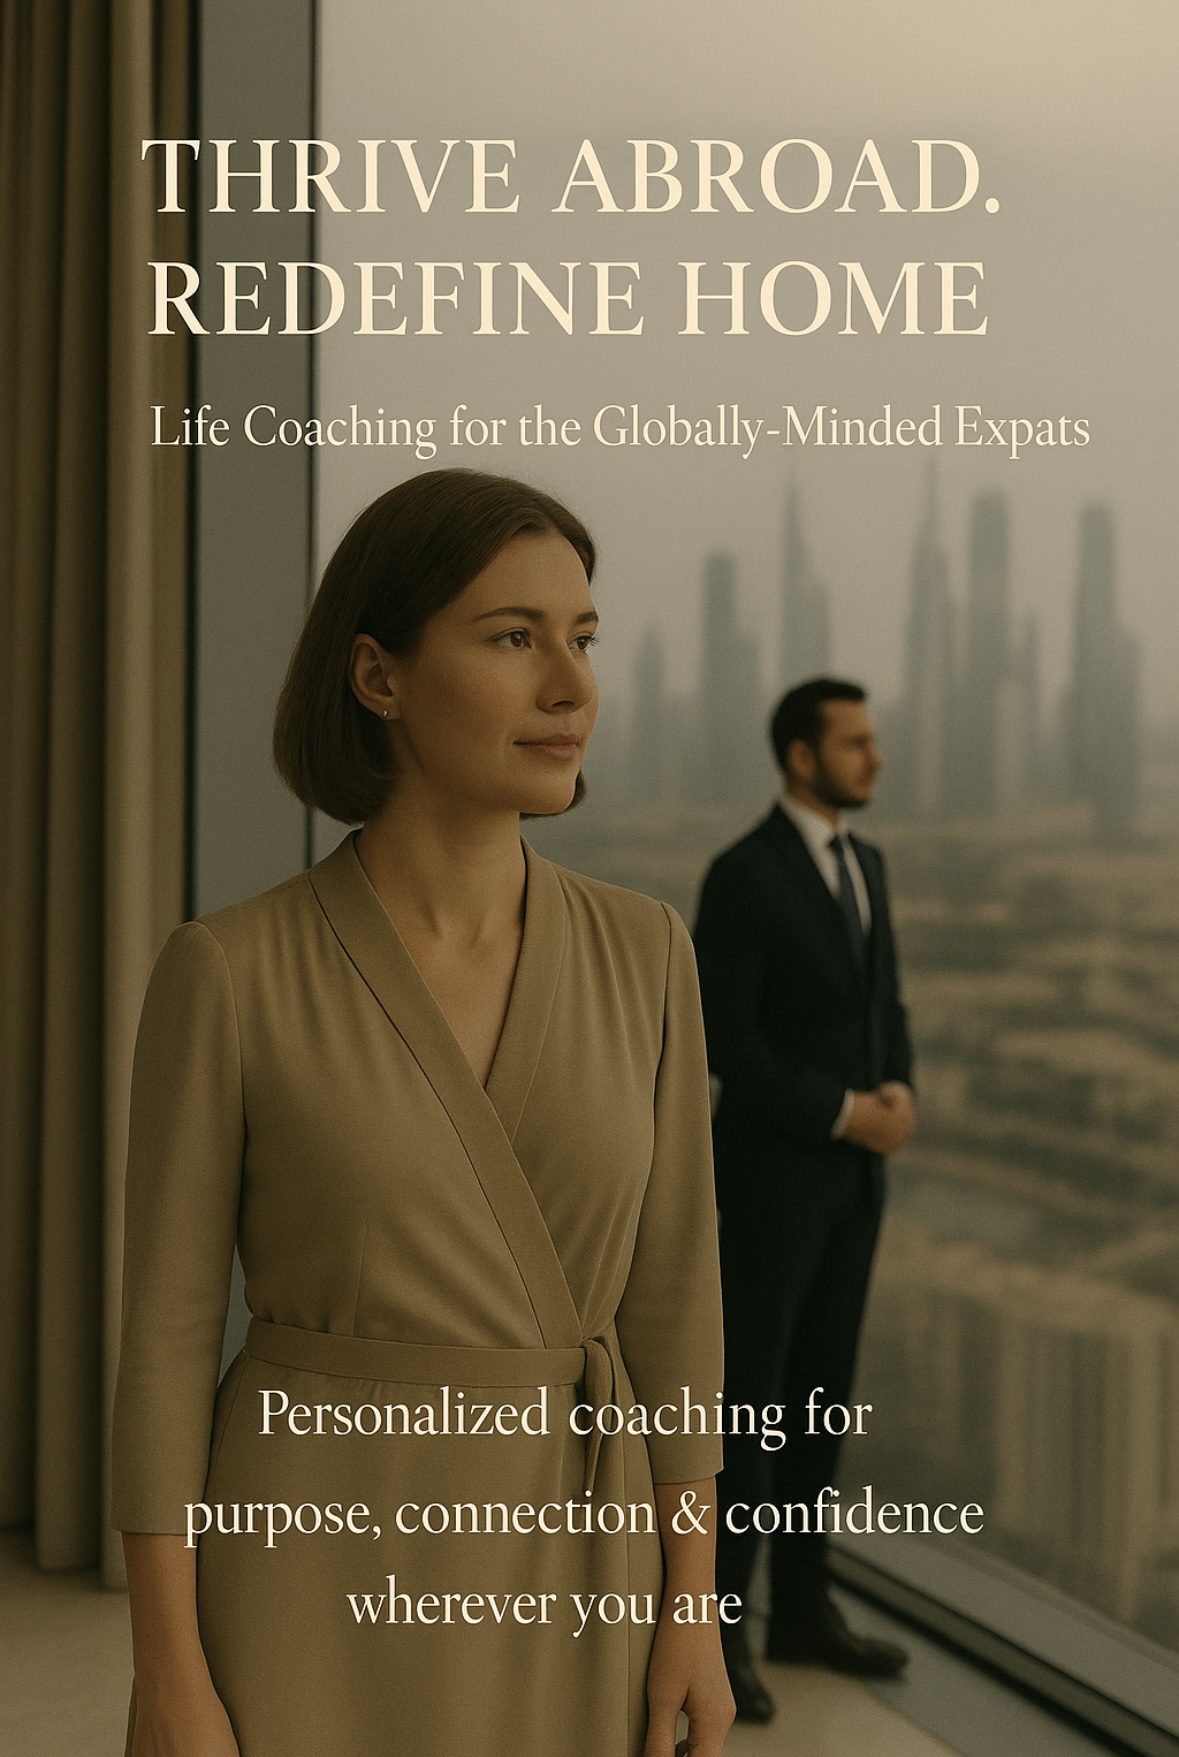 THRIVE ABROAD.
REDEFINE HOME
Life Coaching for the Globally-Minded Expats
Personalized coaching for
purpose, connection & confidence
wherever you are